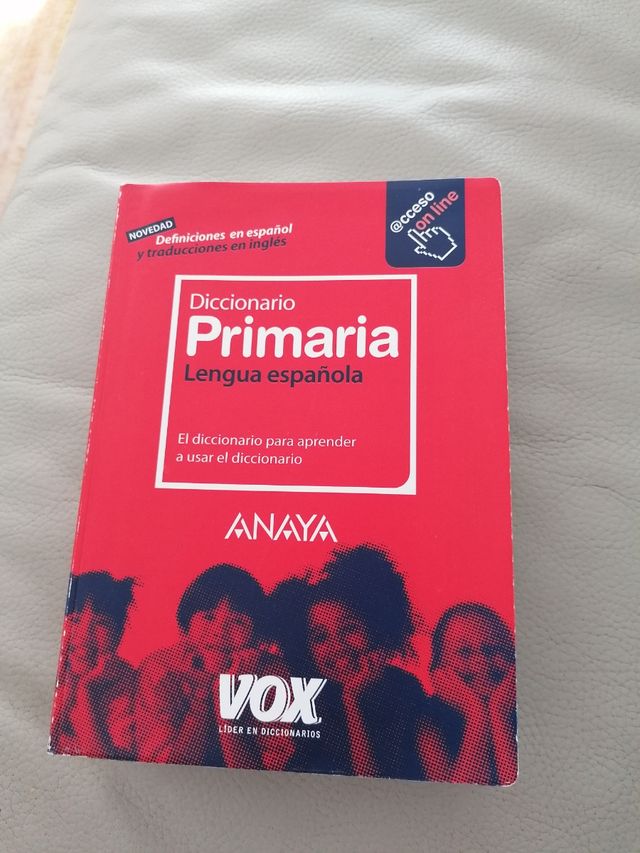 @cceso
on line
NOVEDAD
Definiciones en español
y traducciones en inglés
Diccionario
Primaria
Lengua española
El diccionario para aprender
a usar el diccionario
ANAYA
VOX
LÍDER EN DICCIONARIOS